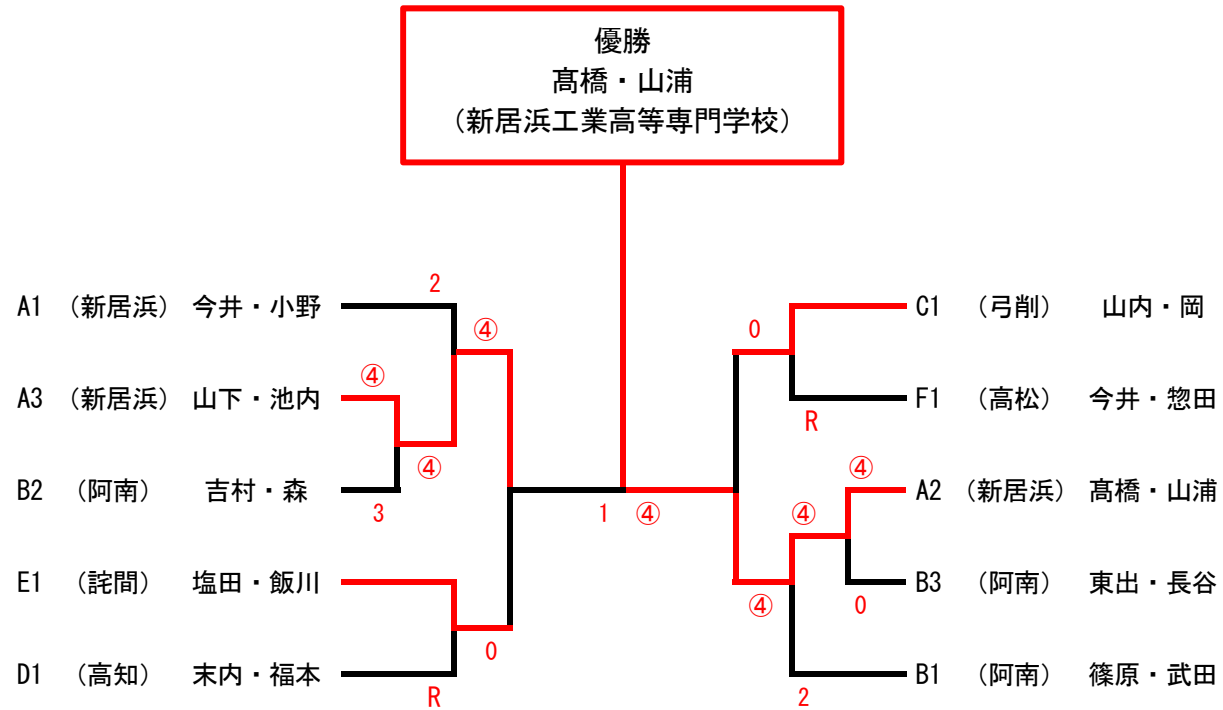 優勝
髙橋・山浦
（新居浜工業高等専門学校）
2
A1 （新居浜） 今井・小野
④
④
A3 （新居浜） 山下・池内
④
B2 （阿南） 吉村・森
3
E1 （詫間） 塩田・飯川
0
D1 （高知） 末内・福本
R
1 ④
C1 （弓削） 山内・岡
0
F1 （高松） 今井・惣田
R
④
A2 （新居浜） 髙橋・山浦
④
B3 （阿南） 東出・長谷
0
④
B1 （阿南） 篠原・武田
2